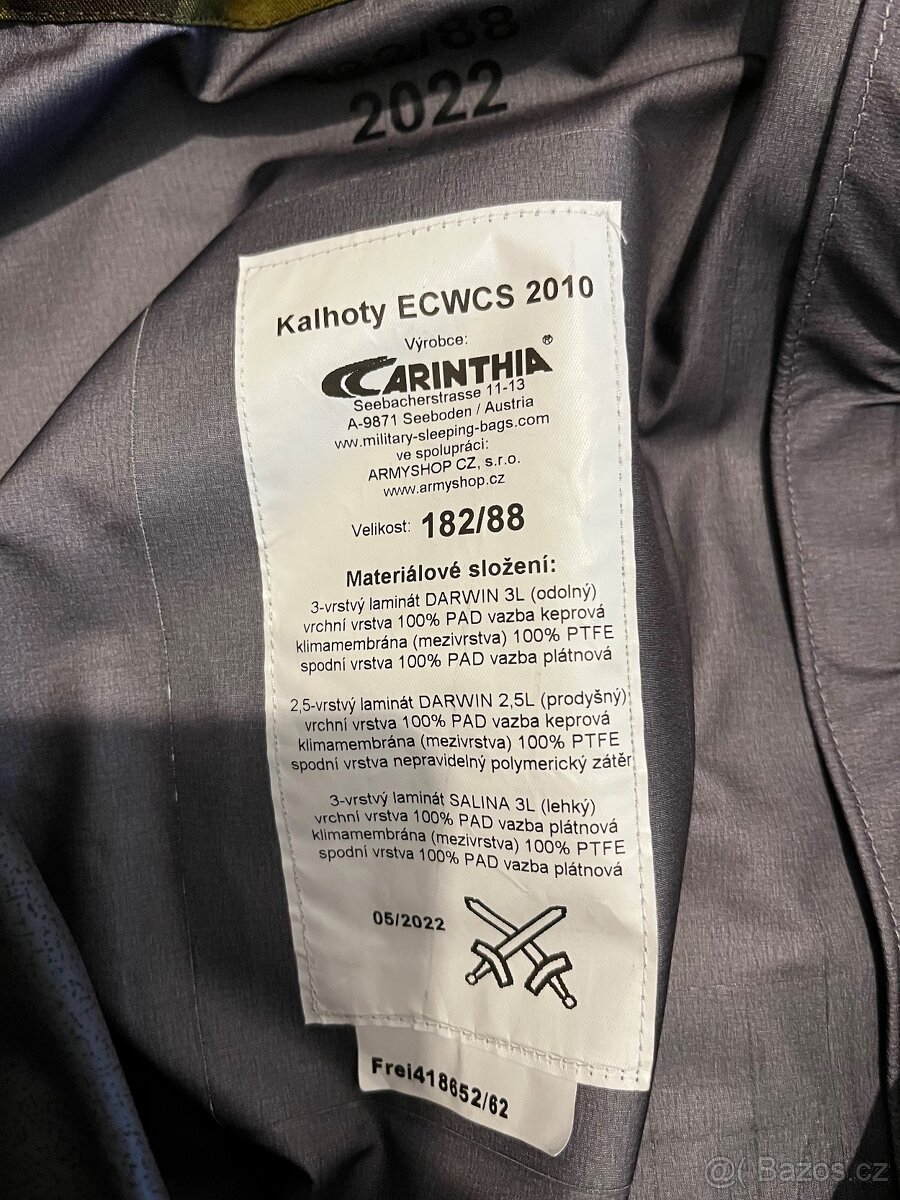 /88
2022
Kalhoty ECWCS 2010
Výrobce:
CARINTHIA®
Seebacherstrasse 11-13
A-9871 Seeboden / Austria
ww.military-sleeping-bags.com
ve spolupráci:
ARMYSHOP CZ, s.r.o.
www.armyshop.cz
Velikost: 182/88
Materiálové složení:
3-vrstvý laminát DARWIN 3L (odolný)
vrchní vrstva 100% PAD vazba keprová
klimamembrána (mezivrstva) 100% PTFE
spodní vrstva 100% PAD vazba plátnová
2,5-vrstvý laminát DARWIN 2,5L (prodyšný)
vrchní vrstva 100% PAD vazba keprová
klimamembrána (mezivrstva) 100% PTFE
spodní vrstva nepravidelný polymerický zátěr
3-vrstvý laminát SALINA 3L (lehký)
vrchní vrstva 100% PAD vazba plátnová
klimamembrána (mezivrstva) 100% PTFE
spodní vrstva 100% PAD vazba plátnová
05/2022
Frei418652/62
@( Bazos.cz